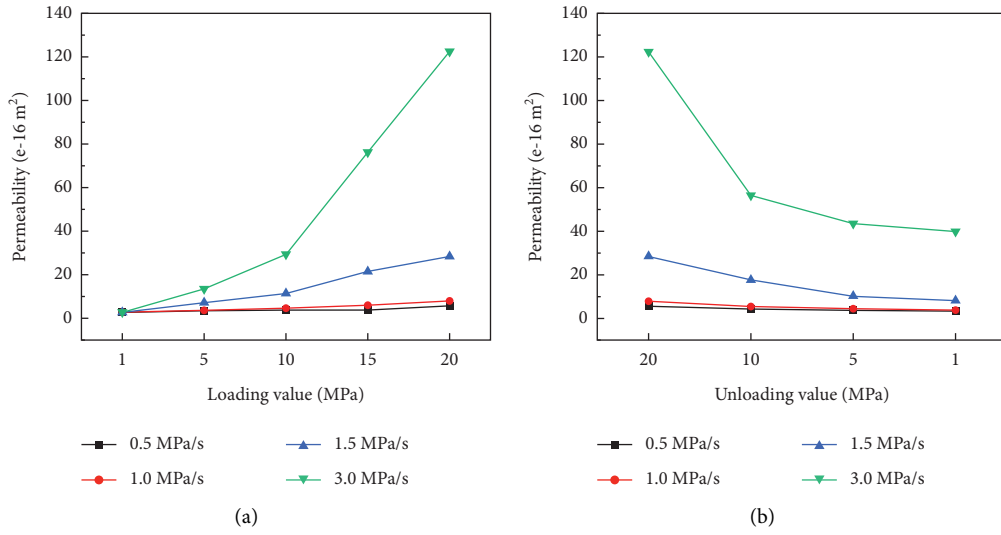 140
120
100
80
60
40
20
0
Permeability (e-16 m²)
1 5 10 15 20
Loading value (MPa)
0.5 MPa/s 1.5 MPa/s
1.0 MPa/s 3.0 MPa/s
(a)
140
120
100
80
60
40
20
0
Permeability (e-16 m²)
20 10 5 1
Unloading value (MPa)
0.5 MPa/s 1.5 MPa/s
1.0 MPa/s 3.0 MPa/s
(b)